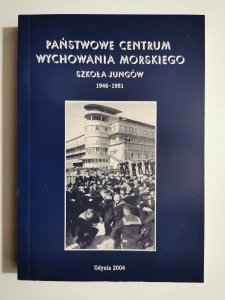 PAŃSTWOWE CENTRUM
WYCHOWANIA MORSKIEGO
SZKOŁA JUNGÓW
1946-1951
Gdynia 2004